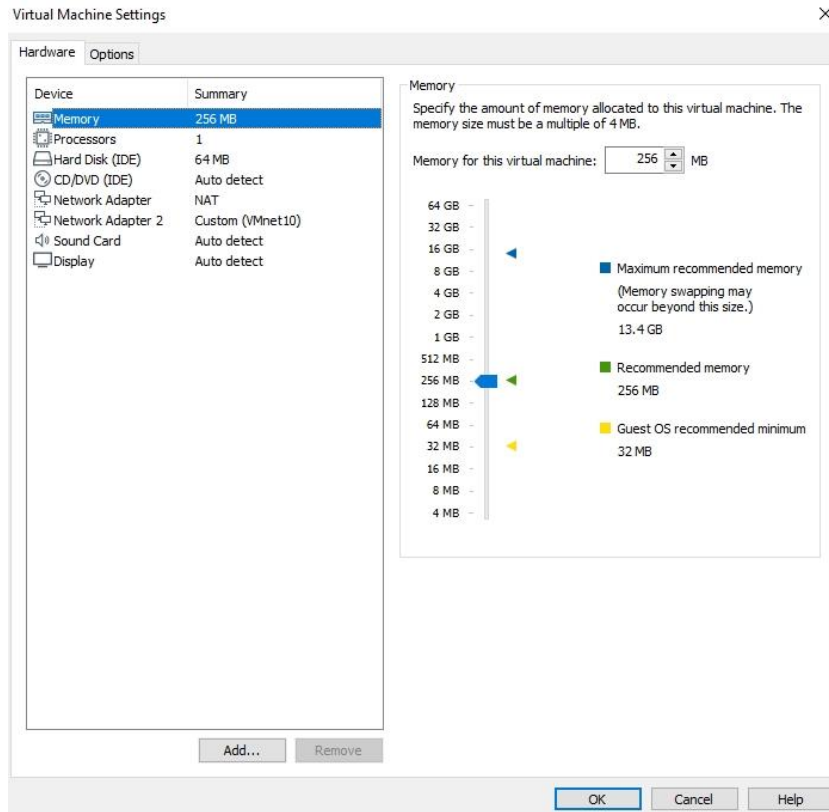 Virtual Machine Settings
Hardware Options
Device Summary
Memory 256 MB
Processors 1
Hard Disk (IDE) 64 MB
CD/DVD (IDE) Auto detect
Network Adapter NAT
Network Adapter 2 Custom (VMnet10)
Sound Card Auto detect
Display Auto detect
Add... Remove
Memory
Specify the amount of memory allocated to this virtual machine. The
memory size must be a multiple of 4 MB.
Memory for this virtual machine: 256 MB
64 GB
32 GB
16 GB
8 GB
4 GB
2 GB
1 GB
512 MB
256 MB
128 MB
64 MB
32 MB
16 MB
8 MB
4 MB
Maximum recommended memory
(Memory swapping may
occur beyond this size.)
13.4 GB
Recommended memory
256 MB
Guest OS recommended minimum
32 MB
OK Cancel Help